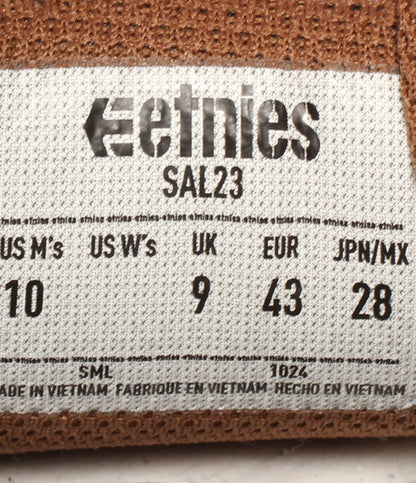 etnies
SAL23
US M's US W's UK EUR JPN/MX
10 9 43 28
SML 1024
MADE IN VIETNAM FABRIQUE EN VIETNAM HECHO EN VIETNAM